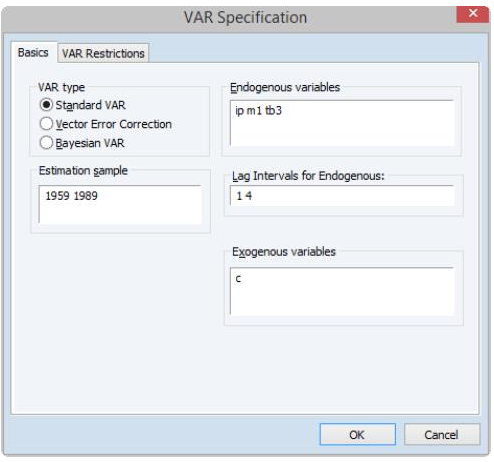 VAR Specification
Basics
VAR Restrictions
VAR type
Standard VAR
Vector Error Correction
Bayesian VAR
Estimation sample
1959 1989
Endogenous variables
ip m1 tb3
Lag Intervals for Endogenous:
1 4
Exogenous variables
c
OK
Cancel